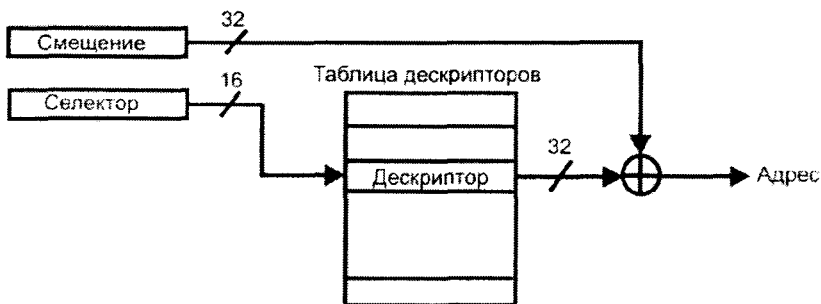 32
Смещение
16
Селектор
Таблица дескрипторов
Дескриптор
32
Адрес